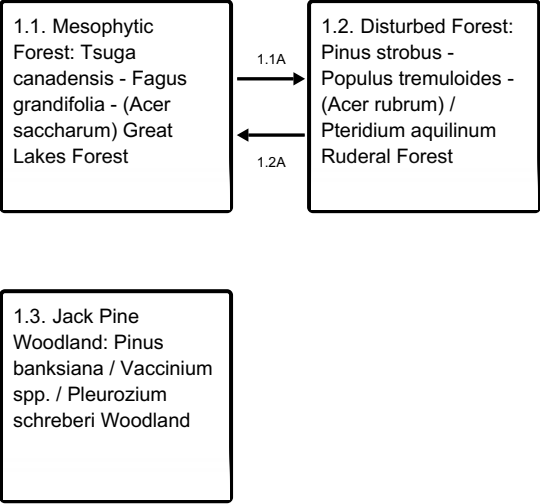 1.1. Mesophytic
Forest: Tsuga
canadensis - Fagus
grandifolia - (Acer
saccharum) Great
Lakes Forest
1.1A
1.2A
1.2. Disturbed Forest:
Pinus strobus -
Populus tremuloides -
(Acer rubrum) /
Pteridium aquilinum
Ruderal Forest
1.3. Jack Pine
Woodland: Pinus
banksiana / Vaccinium
spp. / Pleurozium
schreberi Woodland